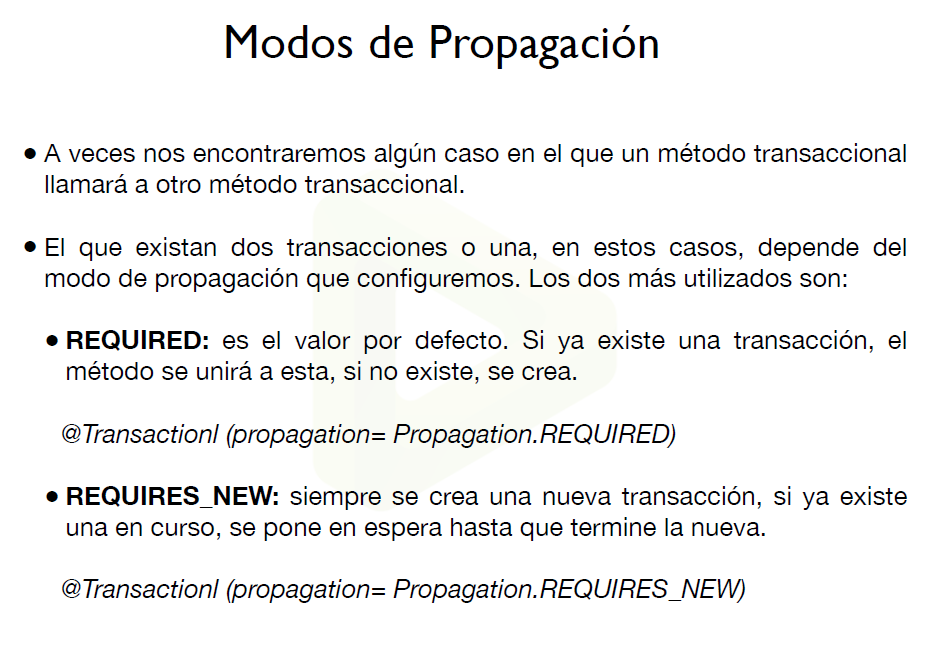 Modos de Propagación
• A veces nos encontraremos algún caso en el que un método transaccional
llamará a otro método transaccional.
• El que existan dos transacciones o una, en estos casos, depende del
modo de propagación que configuremos. Los dos más utilizados son:
• REQUIRED: es el valor por defecto. Si ya existe una transacción, el
método se unirá a esta, si no existe, se crea.
@Transactionl (propagation= Propagation.REQUIRED)
• REQUIRES_NEW: siempre se crea una nueva transacción, si ya existe
una en curso, se pone en espera hasta que termine la nueva.
@Transactionl (propagation= Propagation.REQUIRES_NEW)